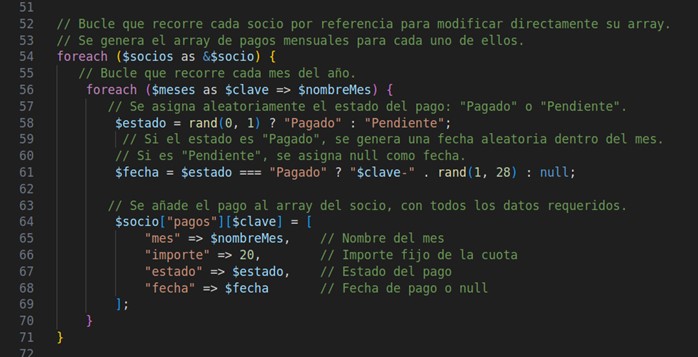 51
52 // Bucle que recorre cada socio por referencia para modificar directamente su array.
53 // Se genera el array de pagos mensuales para cada uno de ellos.
54 foreach ($socios as &$socio) {
55 // Bucle que recorre cada mes del año.
56 foreach ($meses as $clave => $nombreMes) {
57 // Se asigna aleatoriamente el estado del pago: "Pagado" o "Pendiente".
58 $estado = rand(0, 1) ? "Pagado" : "Pendiente";
59 // Si el estado es "Pagado", se genera una fecha aleatoria dentro del mes.
60 // Si es "Pendiente", se asigna null como fecha.
61 $fecha = $estado === "Pagado" ? "$clave-" . rand(1, 28) : null;
62
63 // Se añade el pago al array del socio, con todos los datos requeridos.
64 $socio["pagos"][$clave] = [
65 "mes" => $nombreMes, // Nombre del mes
66 "importe" => 20, // Importe fijo de la cuota
67 "estado" => $estado, // Estado del pago
68 "fecha" => $fecha // Fecha de pago o null
69 ];
70 }
71 }
72